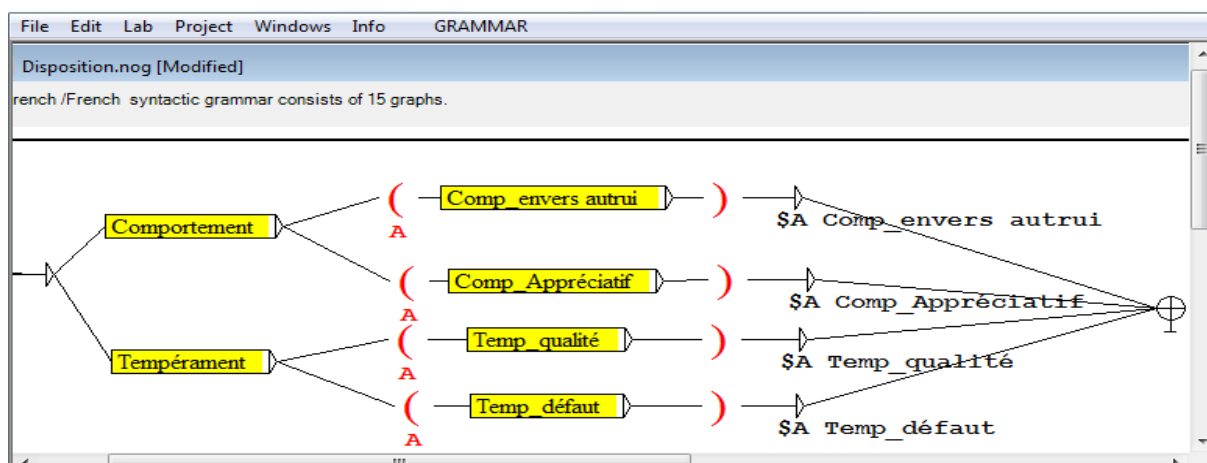 File Edit Lab Project Windows Info GRAMMAR
Disposition.nog [Modified]
rench /French syntactic grammar consists of 15 graphs.
( Comp_envers autrui )
A
$A Comp_envers autrui
Comportement
( Comp_Appréciatif )
A
$A Comp_Appréciatif
( Temp_qualité )
A
$A Temp_qualité
Tempérament
( Temp_défaut )
A
$A Temp_défaut